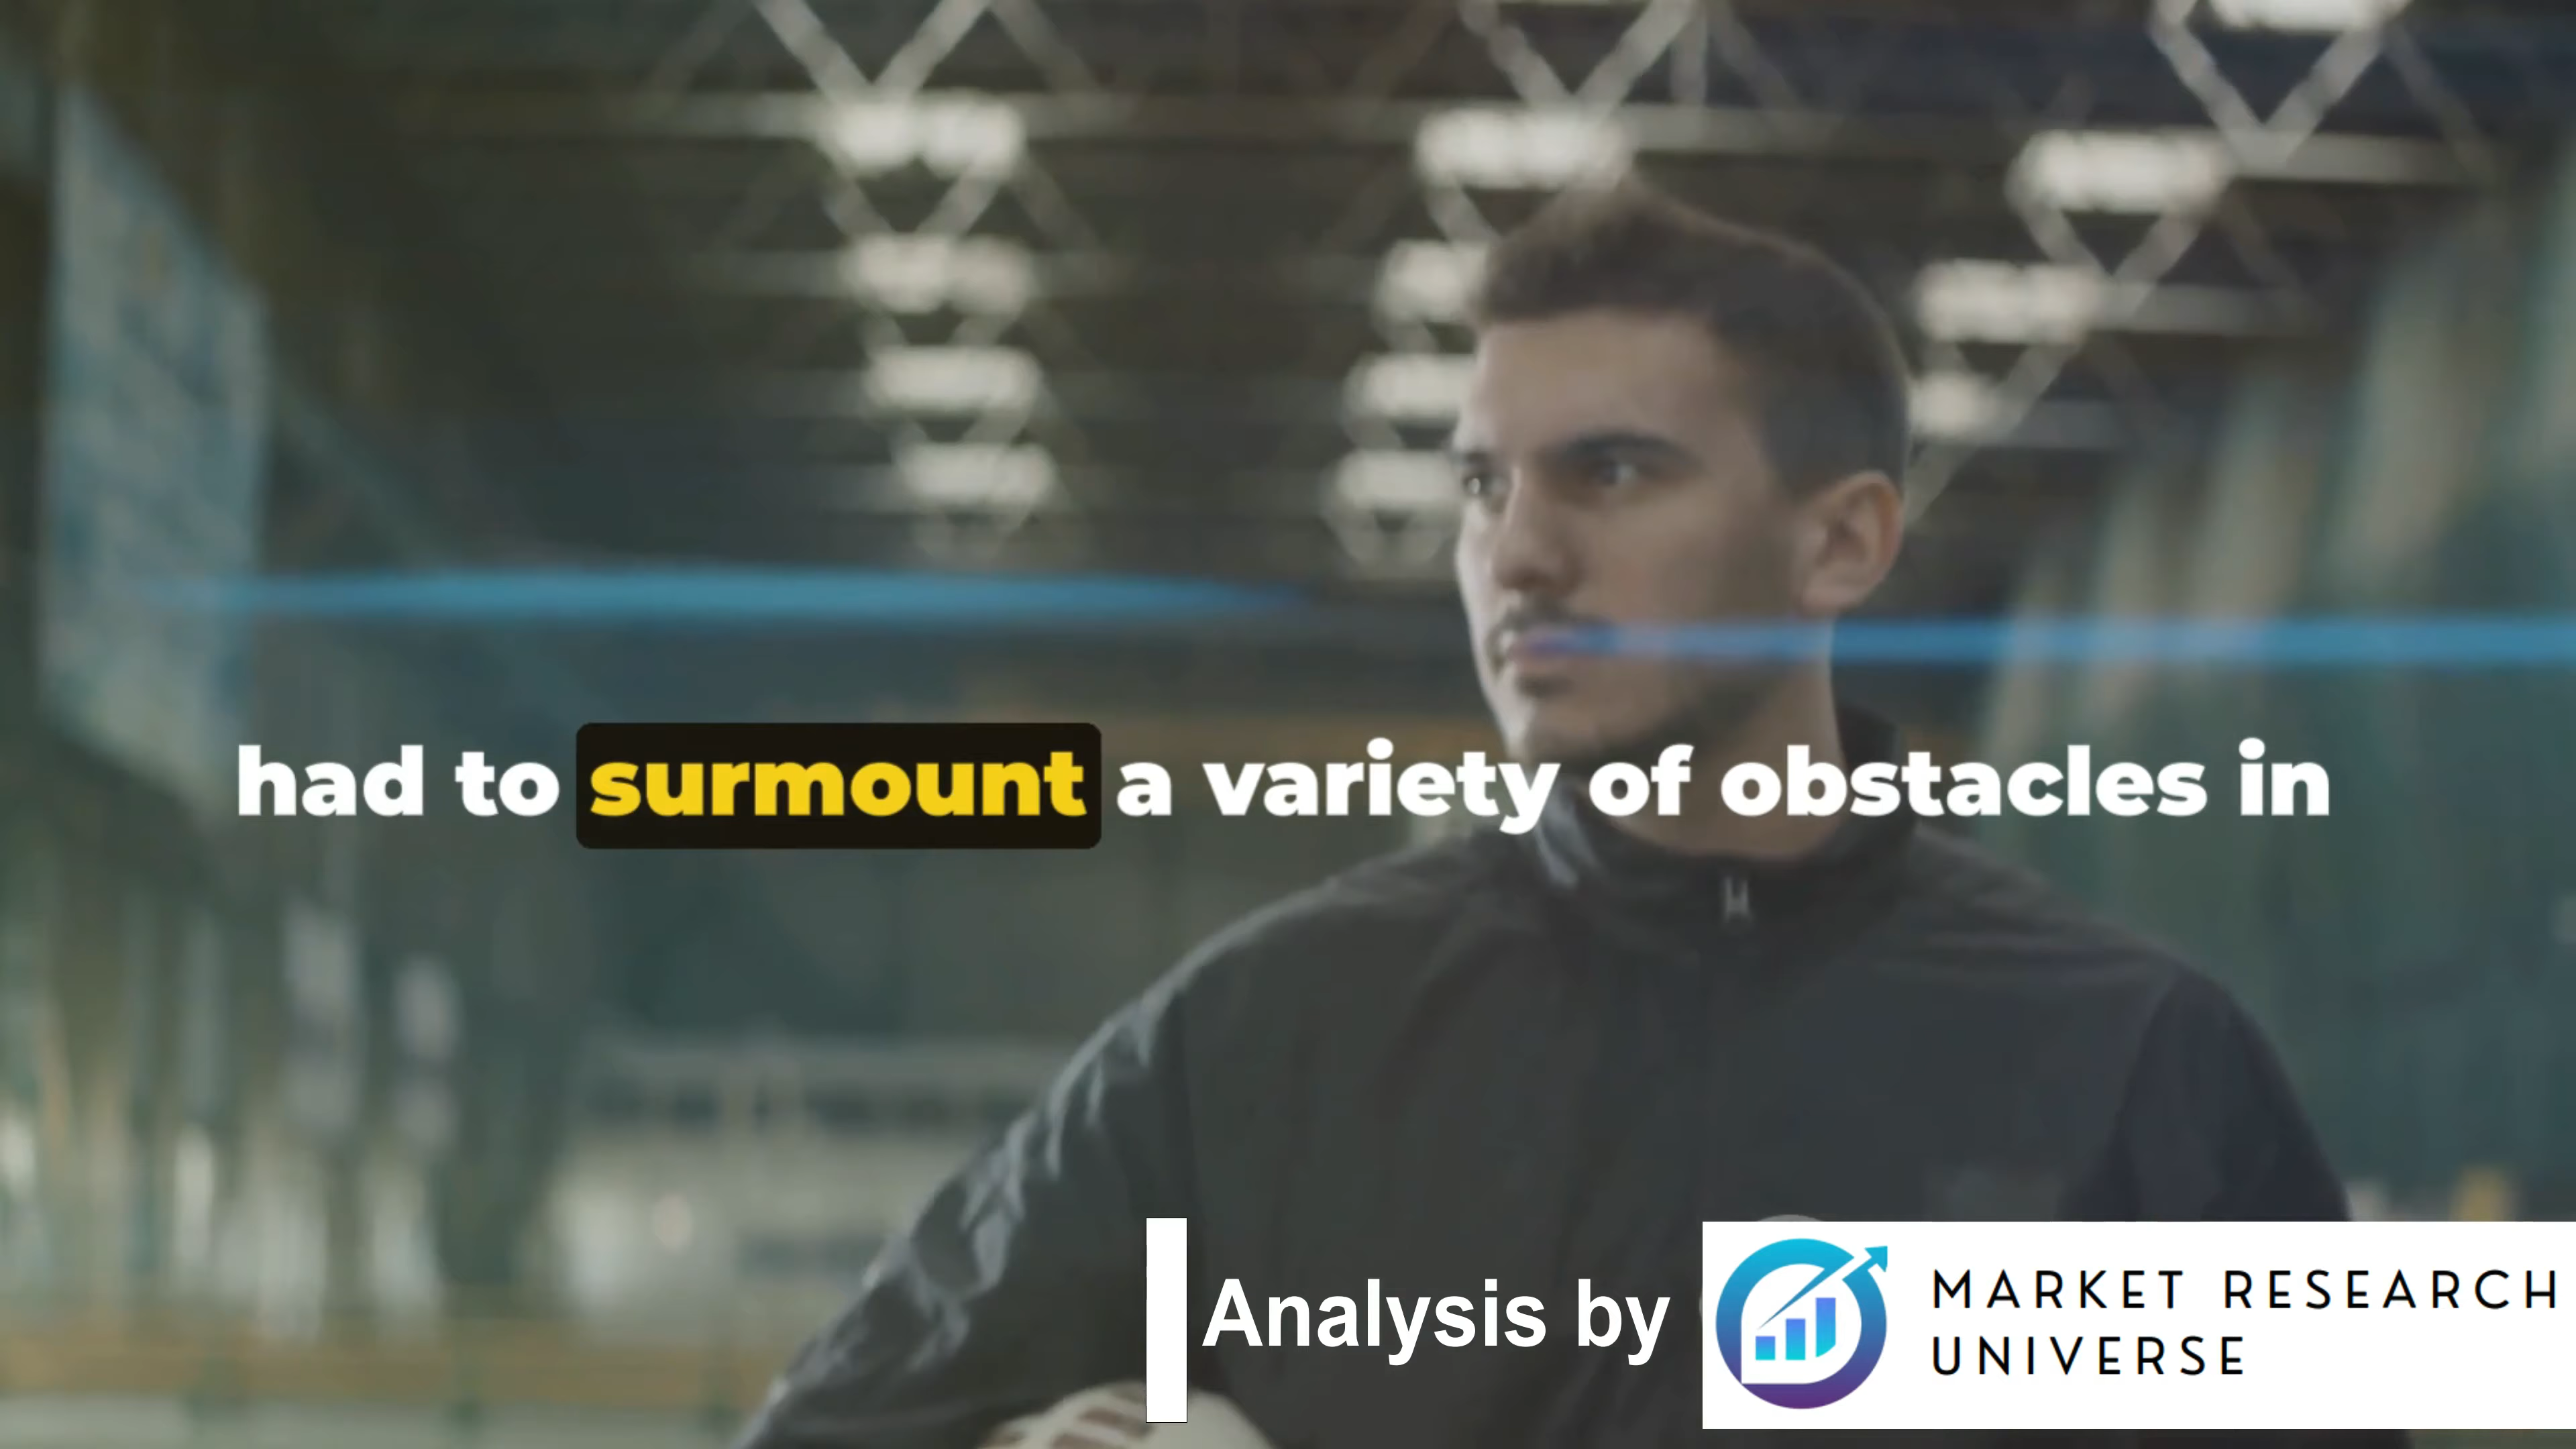 had to surmount a variety of obstacles in
Analysis by
MARKET RESEARCH
UNIVERSE